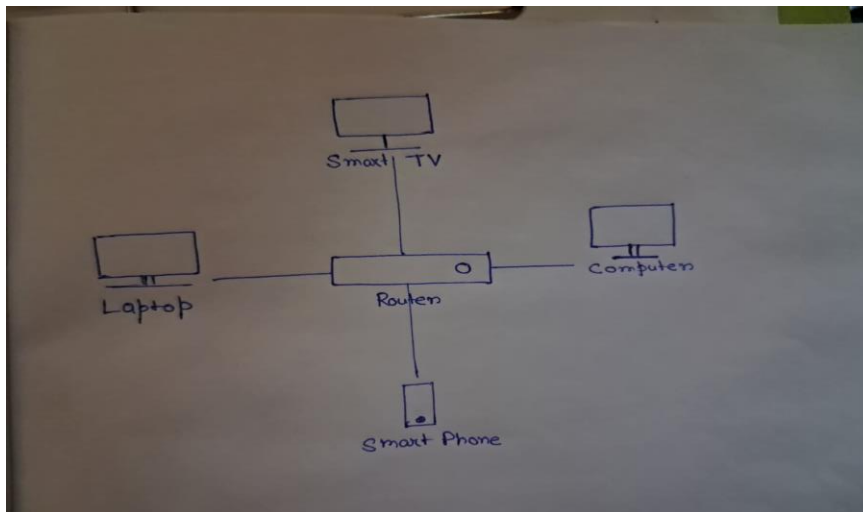 Smart TV
Laptop
Computer
Router
Smart Phone